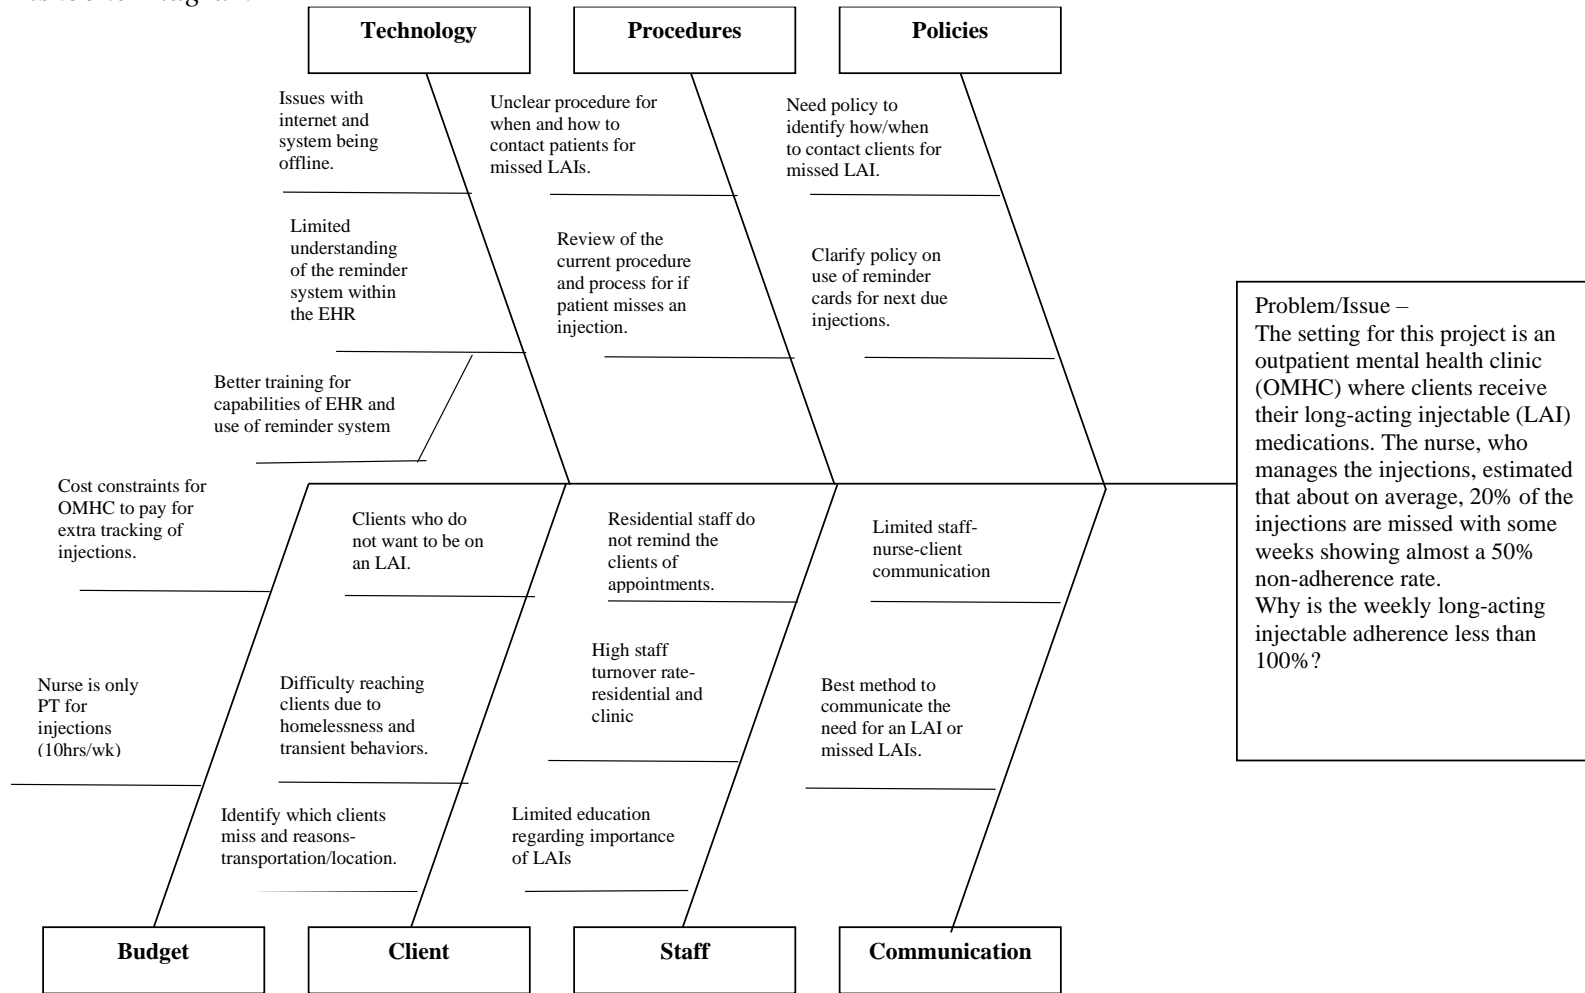 Technology
Procedures
Policies
Issues with
internet and
system being
offline.
Unclear procedure for
when and how to
contact patients for
missed LAIs.
Need policy to
identify how/when
to contact clients for
missed LAI.
Limited
understanding
of the reminder
system within
the EHR
Review of the
current procedure
and process for if
patient misses an
injection.
Clarify policy on
use of reminder
cards for next due
injections.
Better training for
capabilities of EHR and
use of reminder system
Problem/Issue –
The setting for this project is an
outpatient mental health clinic
(OMHC) where clients receive
their long-acting injectable (LAI)
medications. The nurse, who
manages the injections, estimated
that about on average, 20% of the
injections are missed with some
weeks showing almost a 50%
non-adherence rate.
Why is the weekly long-acting
injectable adherence less than
100%?
Cost constraints for
OMHC to pay for
extra tracking of
injections.
Clients who do
not want to be on
an LAI.
Residential staff do
not remind the
clients of
appointments.
Limited staff-
nurse-client
communication
Nurse is only
PT for
injections
(10hrs/wk)
Difficulty reaching
clients due to
homelessness and
transient behaviors.
High staff
turnover rate-
residential and
clinic
Best method to
communicate the
need for an LAI or
missed LAIs.
Identify which clients
miss and reasons-
transportation/location.
Limited education
regarding importance
of LAIs
Budget
Client
Staff
Communication